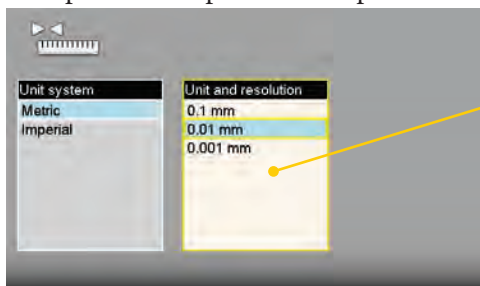 Unit system
Metric
Imperial
Unit and resolution
0.1 mm
0.01 mm
0.001 mm